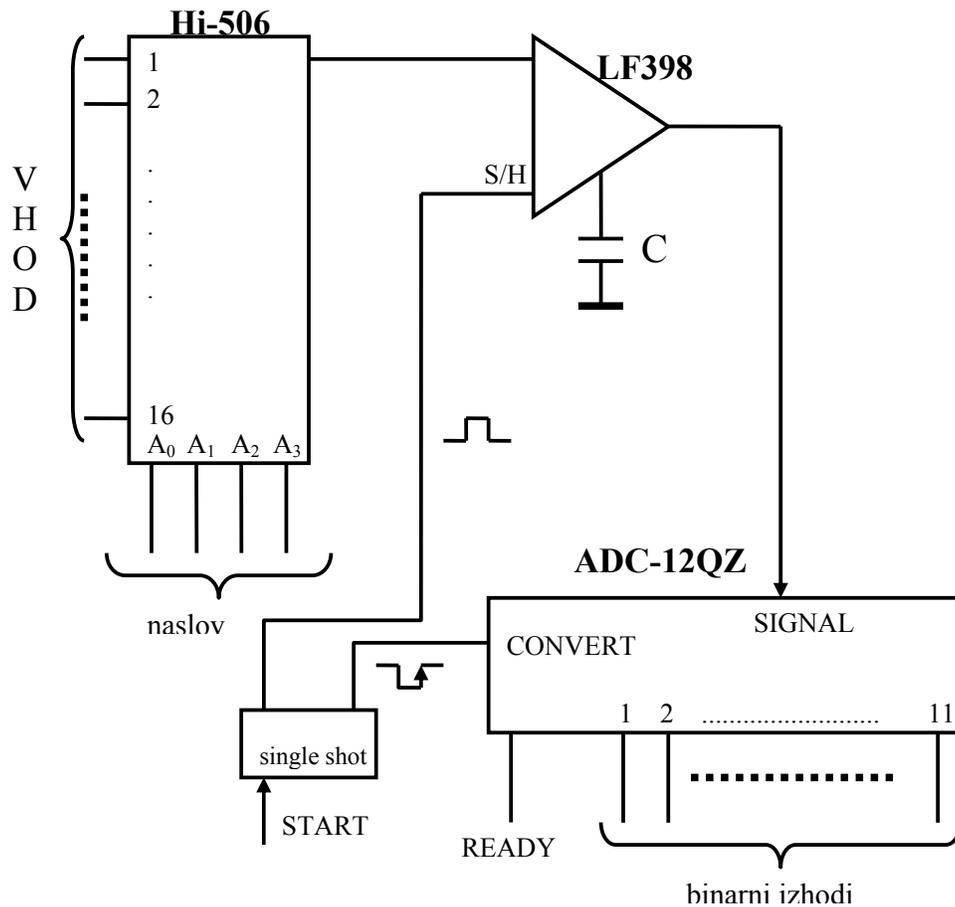 Hi-506
LF398
1
2
.
.
.
.
.
16
A₀ A₁ A₂ A₃
V
H
O
D
naslov
S/H
C
ADC-12QZ
SIGNAL
CONVERT
1 2 ......................... 11
READY
binarni izhodi
single shot
START